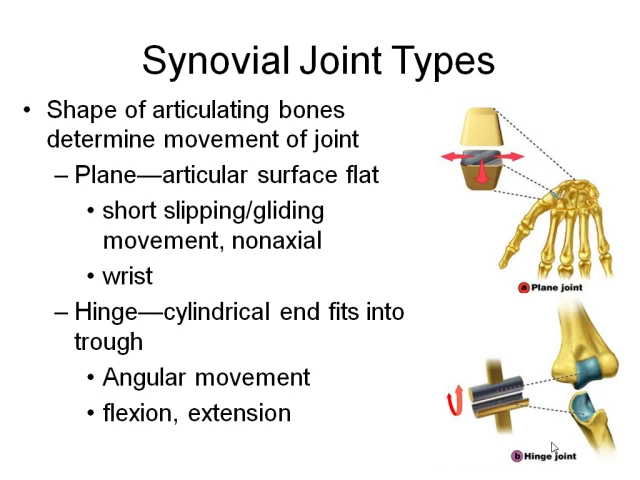 Synovial Joint Types
• Shape of articulating bones
determine movement of joint
– Plane—articular surface flat
• short slipping/gliding
movement, nonaxial
• wrist
– Hinge—cylindrical end fits into
trough
• Angular movement
• flexion, extension
a Plane joint
b Hinge joint